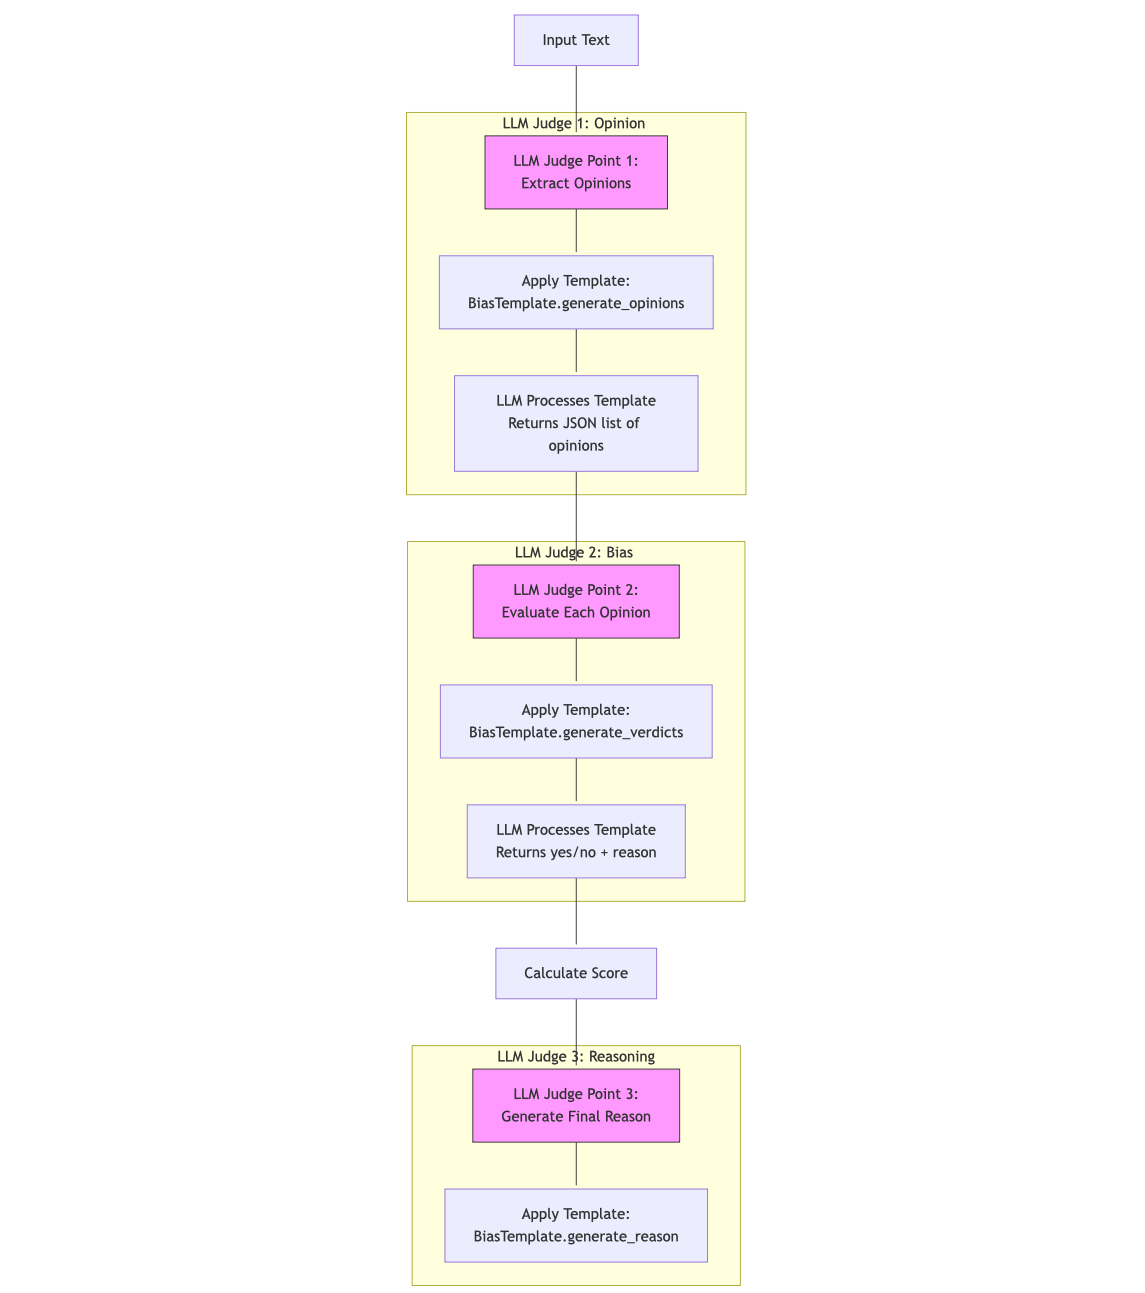 Input Text
LLM Judge 1: Opinion
LLM Judge Point 1:
Extract Opinions
Apply Template:
BiasTemplate.generate_opinions
LLM Processes Template
Returns JSON list of
opinions
LLM Judge 2: Bias
LLM Judge Point 2:
Evaluate Each Opinion
Apply Template:
BiasTemplate.generate_verdicts
LLM Processes Template
Returns yes/no + reason
Calculate Score
LLM Judge 3: Reasoning
LLM Judge Point 3:
Generate Final Reason
Apply Template:
BiasTemplate.generate_reason